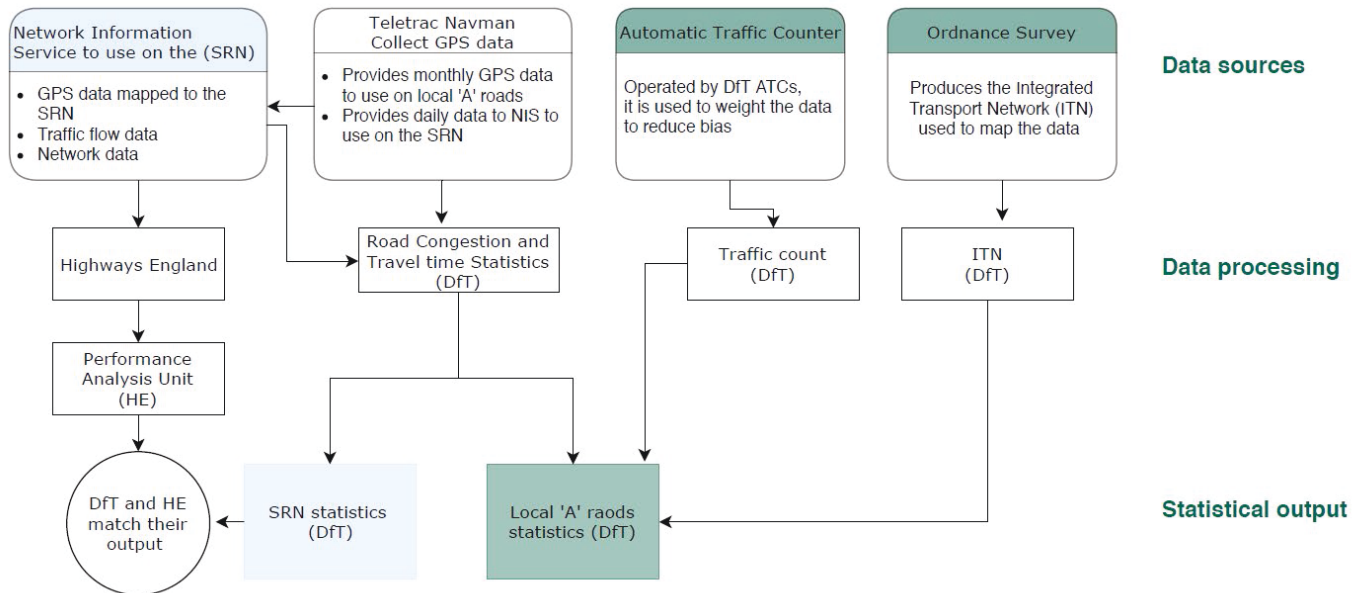 Network Information
Service to use on the (SRN)
• GPS data mapped to the
SRN
• Traffic flow data
• Network data
Teletrac Navman
Collect GPS data
• Provides monthly GPS data
to use on local 'A' roads
• Provides daily data to NIS to
use on the SRN
Automatic Traffic Counter
Operated by DfT ATCs,
it is used to weight the data
to reduce bias
Ordnance Survey
Produces the Integrated
Transport Network (ITN)
used to map the data
Data sources
Highways England
Road Congestion and
Travel time Statistics
(DfT)
Traffic count
(DfT)
ITN
(DfT)
Data processing
Performance
Analysis Unit
(HE)
DfT and HE
match their
output
SRN statistics
(DfT)
Local 'A' raods
statistics (DfT)
Statistical output